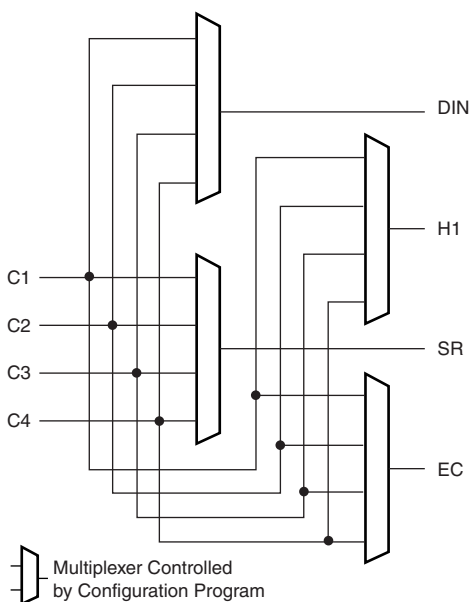 DIN
H1
C1
C2
SR
C3
C4
EC
Multiplexer Controlled
by Configuration Program